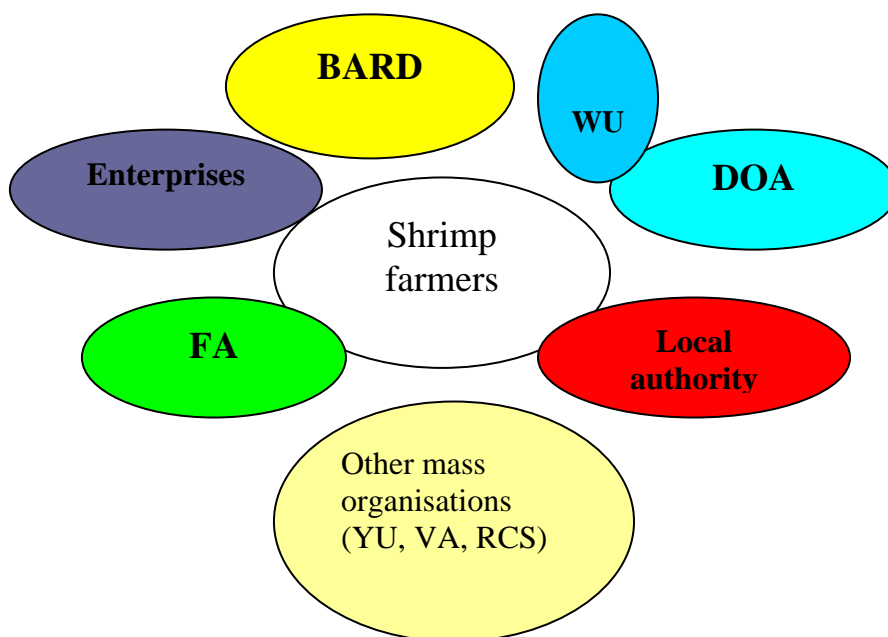 BARD
WU
Enterprises
DOA
Shrimp
farmers
FA
Local
authority
Other mass
organisations
(YU, VA, RCS)